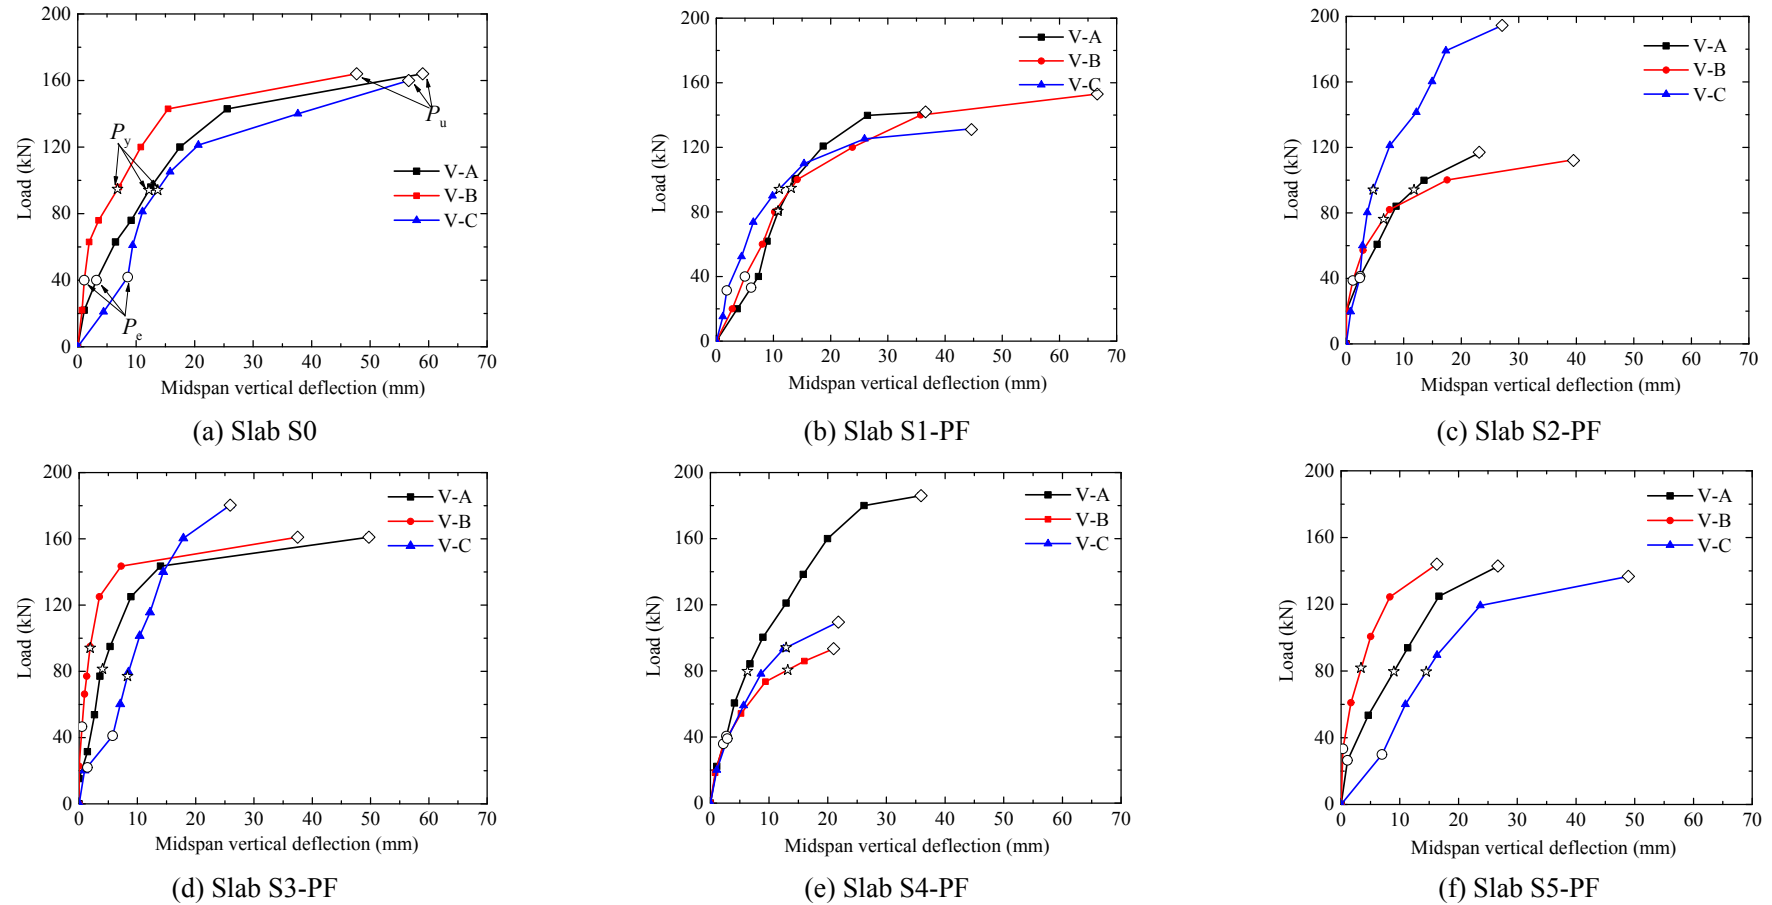 200
160
120
80
40
0
Load (kN)
P_y
P_u
P_e
V-A
V-B
V-C
0 10 20 30 40 50 60 70
Midspan vertical deflection (mm)
(a) Slab S0
200
160
120
80
40
0
Load (kN)
V-A
V-B
V-C
0 10 20 30 40 50 60 70
Midspan vertical deflection (mm)
(b) Slab S1-PF
200
160
120
80
40
0
Load (kN)
V-A
V-B
V-C
0 10 20 30 40 50 60 70
Midspan vertical deflection (mm)
(c) Slab S2-PF
200
160
120
80
40
0
Load (kN)
V-A
V-B
V-C
0 10 20 30 40 50 60 70
Midspan vertical deflection (mm)
(d) Slab S3-PF
200
160
120
80
40
0
Load (kN)
V-A
V-B
V-C
0 10 20 30 40 50 60 70
Midspan vertical deflection (mm)
(e) Slab S4-PF
200
160
120
80
40
0
Load (kN)
V-A
V-B
V-C
0 10 20 30 40 50 60 70
Midspan vertical deflection (mm)
(f) Slab S5-PF